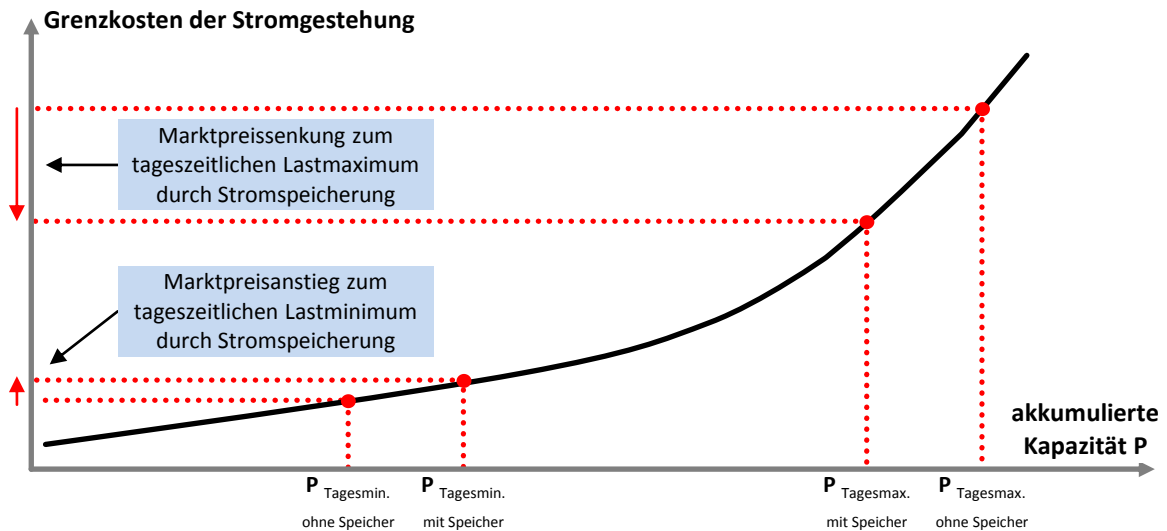 Grenzkosten der Stromgestehung
Marktpreissenkung zum
tageszeitlichen Lastmaximum
durch Stromspeicherung
Marktpreisanstieg zum
tageszeitlichen Lastminimum
durch Stromspeicherung
akkumulierte
Kapazität P
P Tagesmin. P Tagesmin. P Tagesmax. P Tagesmax.
ohne Speicher mit Speicher mit Speicher ohne Speicher